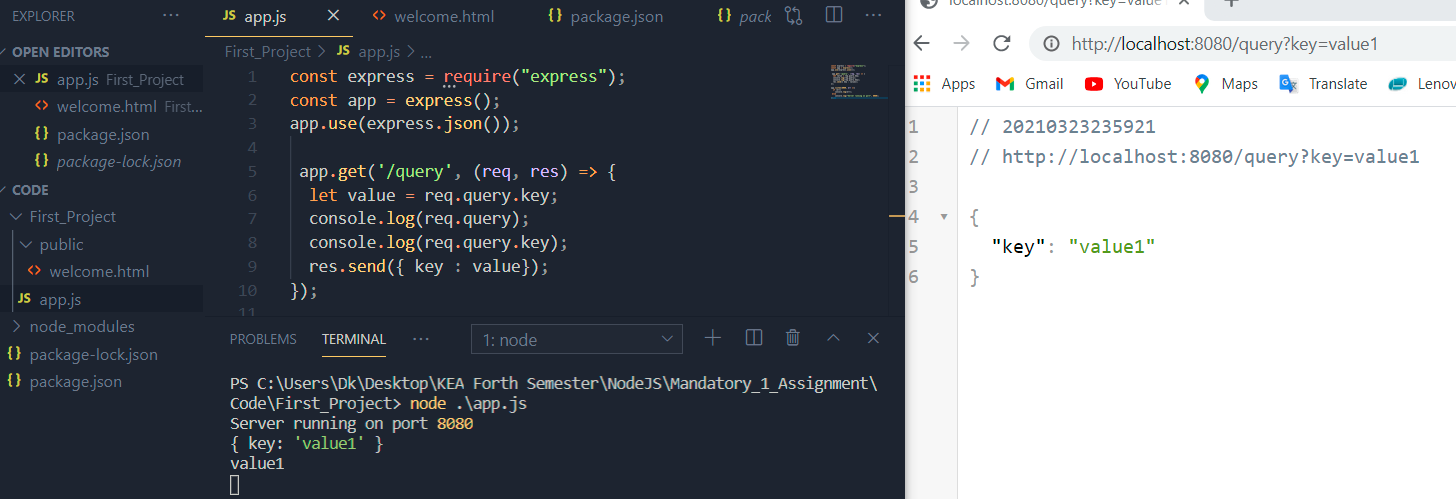 EXPLORER ···
OPEN EDITORS
× JS app.js First_Project
<> welcome.html First...
{} package.json
{} package-lock.json
CODE
First_Project
public
<> welcome.html
JS app.js
> node_modules
{} package-lock.json
{} package.json
JS app.js × <> welcome.html {} package.json {} pack ···
First_Project > JS app.js > ...
1 const express = require("express");
2 const app = express();
3 app.use(express.json());
4
5 app.get('/query', (req, res) => {
6 let value = req.query.key;
7 console.log(req.query);
8 console.log(req.query.key);
9 res.send({ key : value});
10 });
11
PROBLEMS TERMINAL ··· 1: node
PS C:\Users\Dk\Desktop\KEA Forth Semester\NodeJS\Mandatory_1_Assignment\
Code\First_Project> node .\app.js
Server running on port 8080
{ key: 'value1' }
value1
localhost:8080/query?key=value
http://localhost:8080/query?key=value1
Apps Gmail YouTube Maps Translate Lenov
1 // 20210323235921
2 // http://localhost:8080/query?key=value1
3
4 {
5 "key": "value1"
6 }